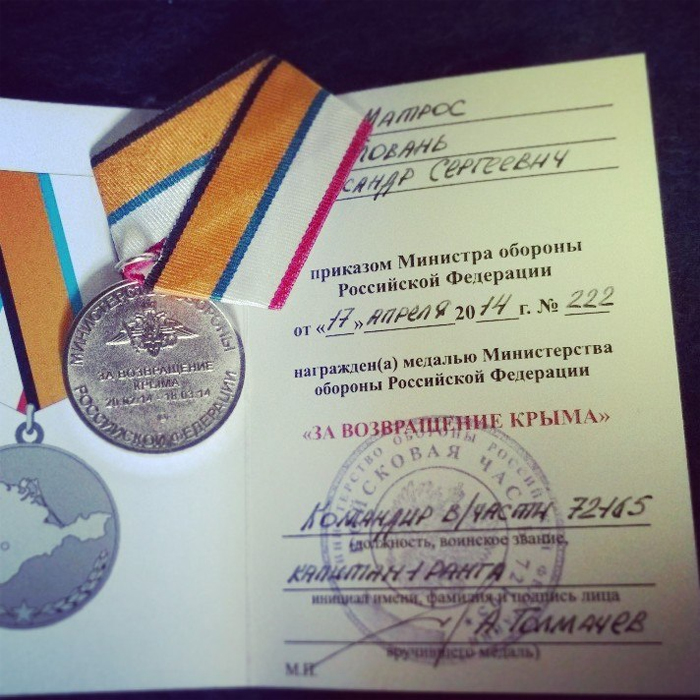 МИНИСТЕРСТВО ОБОРОНЫ
ЗА ВОЗВРАЩЕНИЕ
КРЫМА
20.02.14 - 18.03.14
РОССИЙСКОЙ ФЕДЕРАЦИИ
Матрос
Сергеевич
приказом Министра обороны
Российской Федерации
от «17» апреля 2014 г. № 222
награжден(а) медалью Министерства
обороны Российской Федерации
«ЗА ВОЗВРАЩЕНИЕ КРЫМА»
ВОЙСКОВАЯ ЧАСТЬ
Командир в/части 72165
(должность, воинское звание,
капитан 1 ранга
инициал имени, фамилия и подпись лица
А Толмачев
вручившего медаль)
М.П.